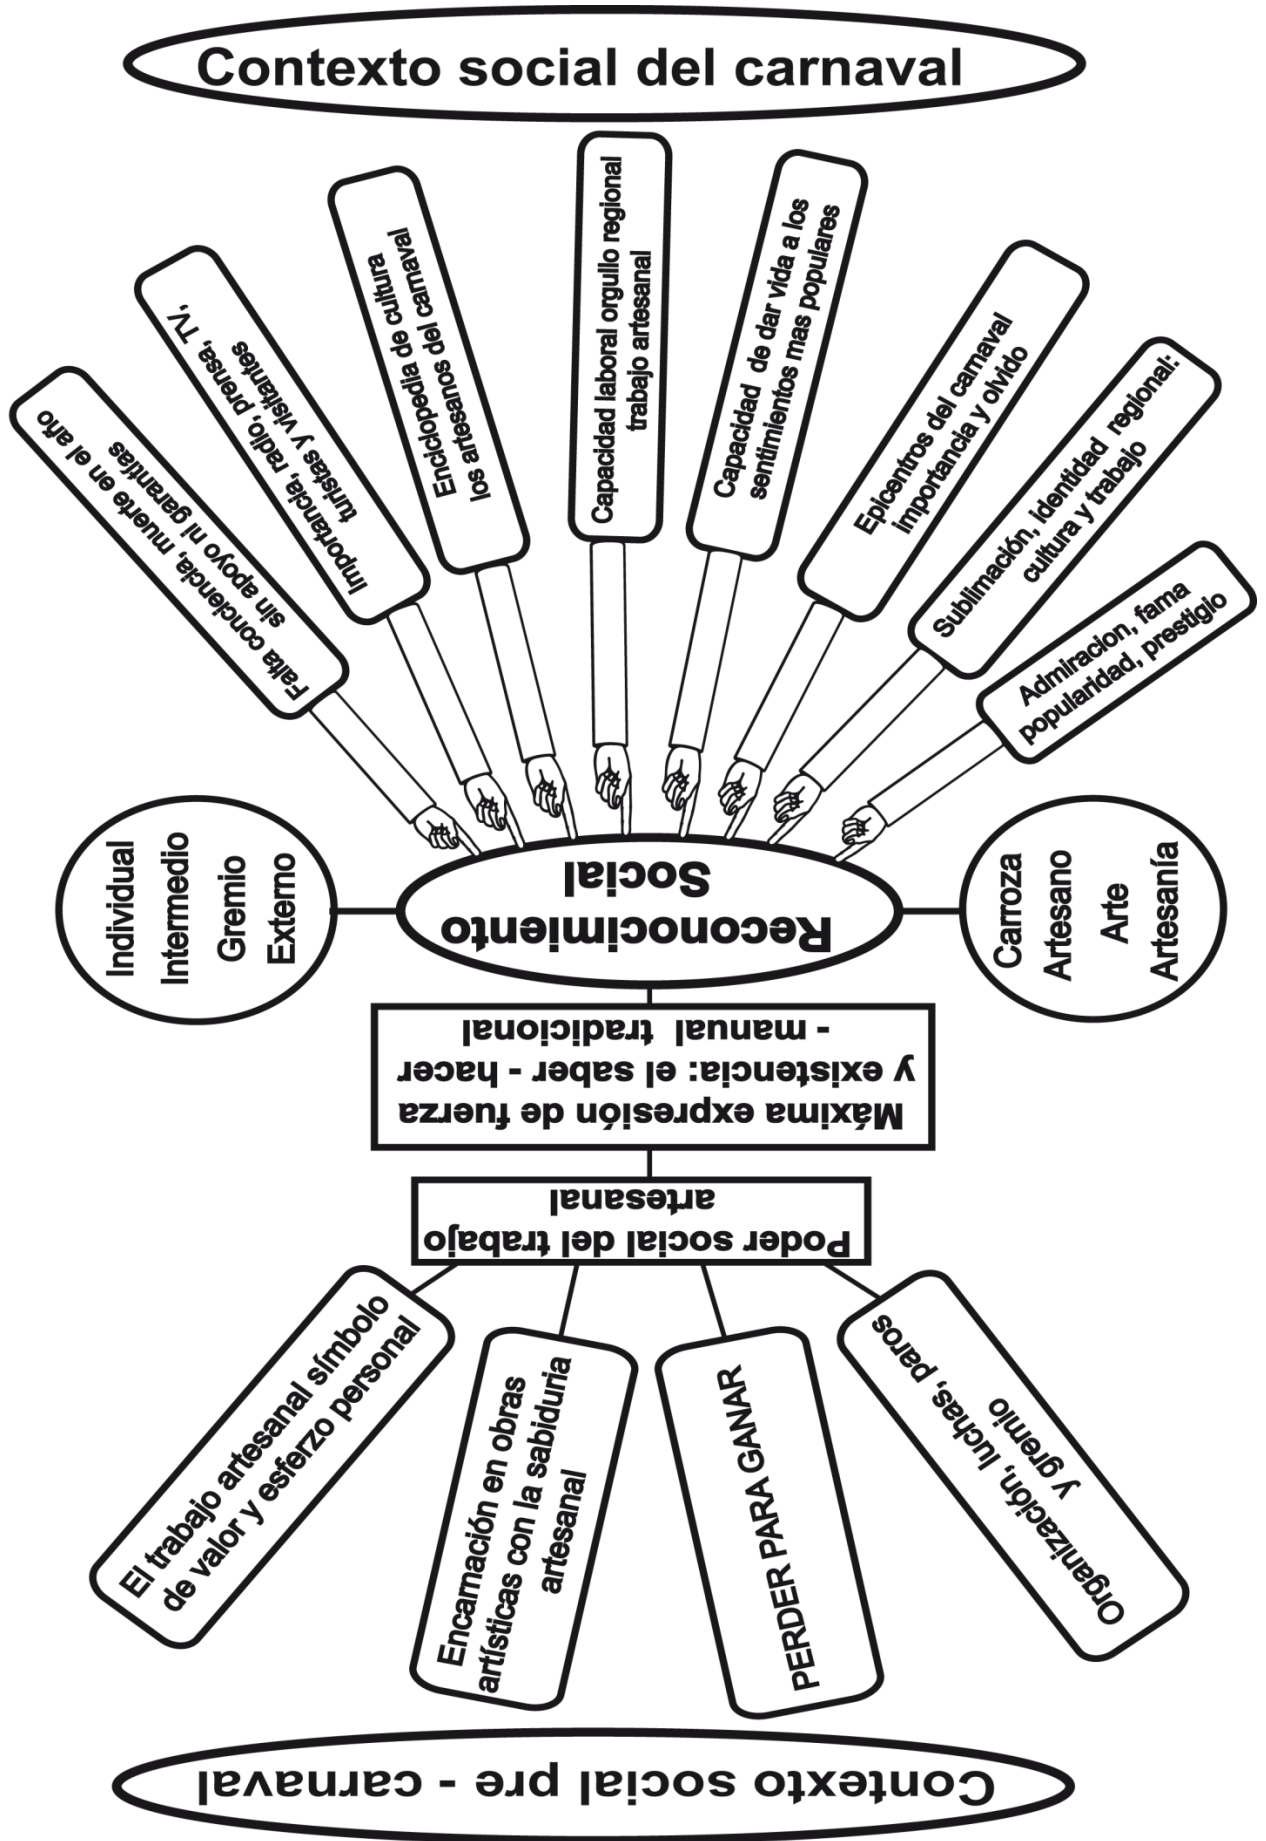 Contexto social del carnaval
Falta conciencia, muerte en el año
sin apoyo ni garantías
Importancia, radio, prensa, TV,
turistas y visitantes
Enciclopedia de cultura
los artesanos del carnaval
Capacidad laboral orgullo regional
trabajo artesanal
Capacidad de dar vida a los
sentimientos mas populares
Epicentros del carnaval
importancia y olvido
Sublimación, identidad regional:
cultura y trabajo
Admiracion, fama
popularidad, prestigio
Individual
Intermedio
Gremio
Externo
Reconocimiento
Social
Carroza
Artesano
Arte
Artesanía
Máxima expresión de fuerza
y existencia: el saber - hacer
- manual tradicional
Poder social del trabajo
artesanal
El trabajo artesanal símbolo
de valor y esferzo personal
Encarnación en obras
artísticas con la sabiduria
artesanal
PERDER PARA GANAR
Organización, luchas, paros
y gremio
Contexto social pre - carnaval